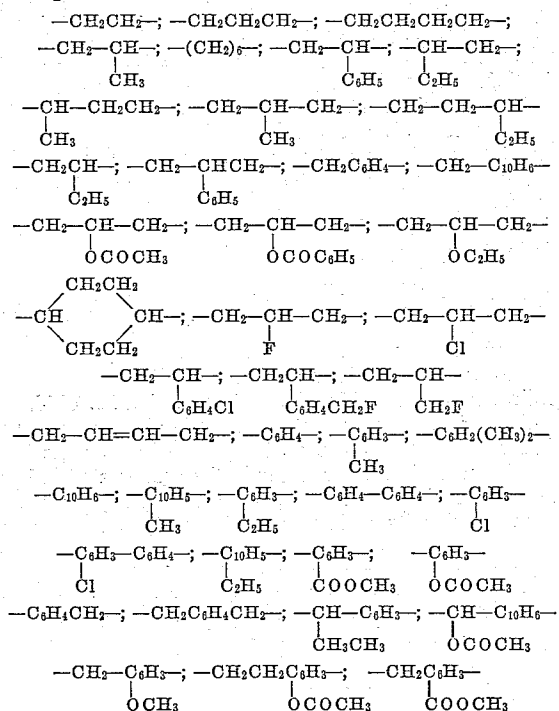 —CH2CH2—; —CH2CH2CH2—; —CH2CH2CH2CH2—;
—CH2—CH—; —(CH2)6—; —CH2—CH—; —CH—CH2—;
CH3 C6H5 C2H5
—CH—CH2CH2—; —CH2—CH—CH2—; —CH2—CH2—CH—
CH3 CH3 C2H5
—CH2CH—; —CH2—CHCH2—; —CH2C6H4—; —CH2—C10H6—
C2H5 C6H5
—CH2—CH—CH2—; —CH2—CH—CH2—; —CH2—CH—CH2—
OCOCH3 OCOC6H5 OC2H5
CH2CH2
—CH CH—; —CH2—CH—CH2—; —CH2—CH—CH2—
CH2CH2 F Cl
—CH2—CH—; —CH2CH—; —CH2—CH—
C6H4Cl C6H4CH2F CH2F
—CH2—CH=CH—CH2—; —C6H4—; —C6H3—; —C6H2(CH3)2—
CH3
—C10H6—; —C10H5—; —C6H3—; —C6H4—C6H4—; —C6H3—
CH3 C2H5 Cl
—C6H3—C6H4—; —C10H5—; —C6H3—; —C6H3—
Cl C2H5 COOCH3 OCOCH3
—C6H4CH2—; —CH2C6H4CH2—; —CH—C6H3—; —CH—C10H6—
CH3CH3 OCOCH3
—CH2—C6H3—; —CH2CH2C6H3—; —CH2C6H3—
OCH3 OCOCH3 COOCH3